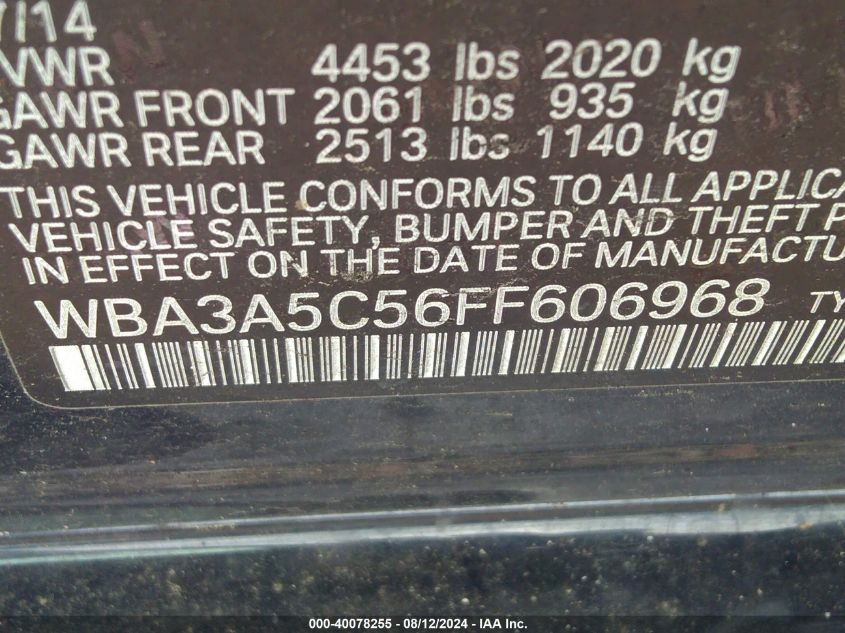 7/14
VWR 4453 lbs 2020 kg
GAWR FRONT 2061 lbs 935 kg
GAWR REAR 2513 lbs 1140 kg
THIS VEHICLE CONFORMS TO ALL APPLICA
VEHICLE SAFETY, BUMPER AND THEFT P
IN EFFECT ON THE DATE OF MANUFACTU
WBA3A5C56FF606968 TY
000-40078255 - 08/12/2024 - IAA Inc.